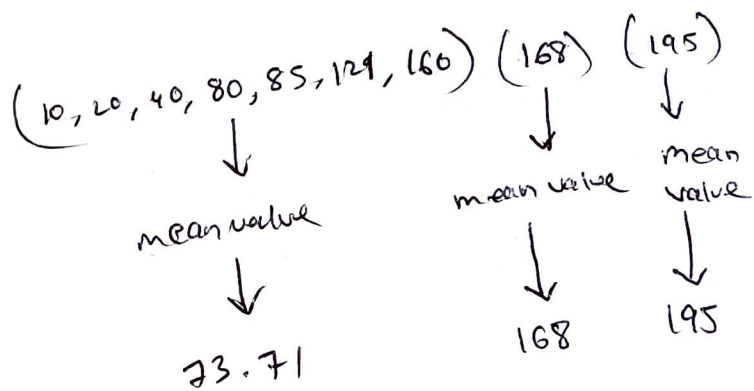 (10, 20, 40, 80, 85, 121, 160) (168) (195)
mean value mean value mean value
73.71 168 195